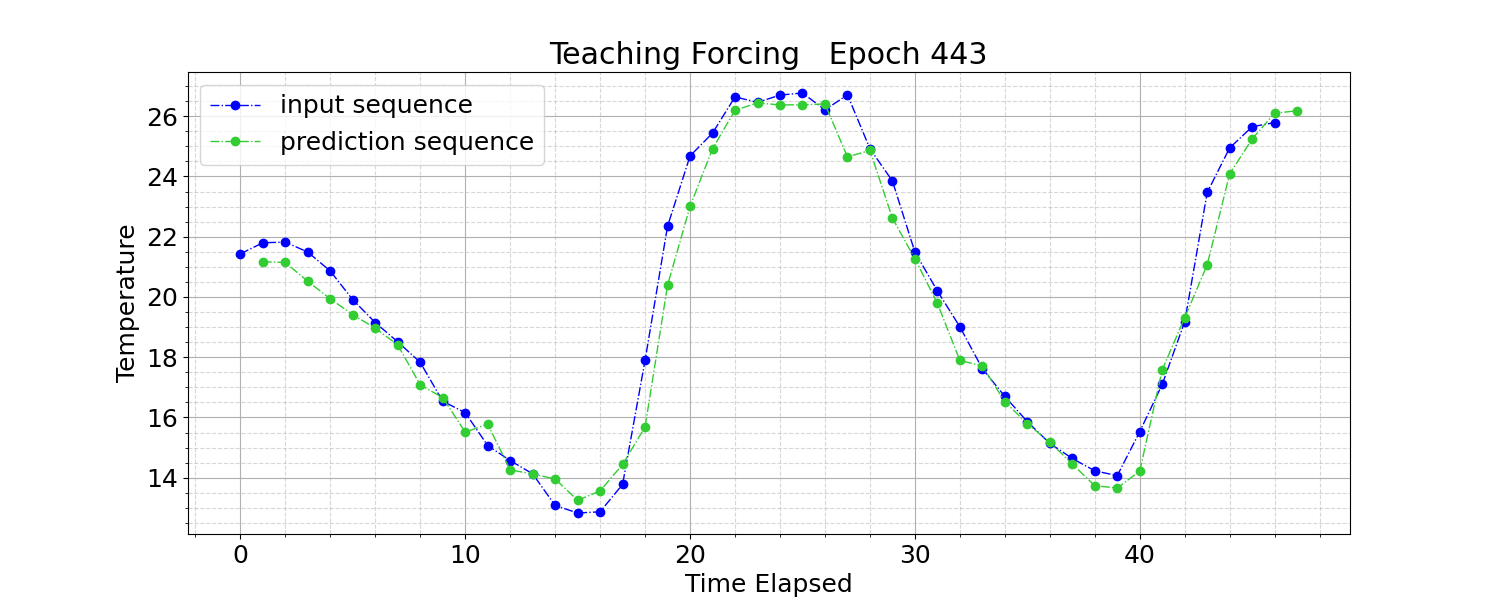 Teaching Forcing   Epoch 443
input sequence
prediction sequence
Temperature
26
24
22
20
18
16
14
0 10 20 30 40
Time Elapsed